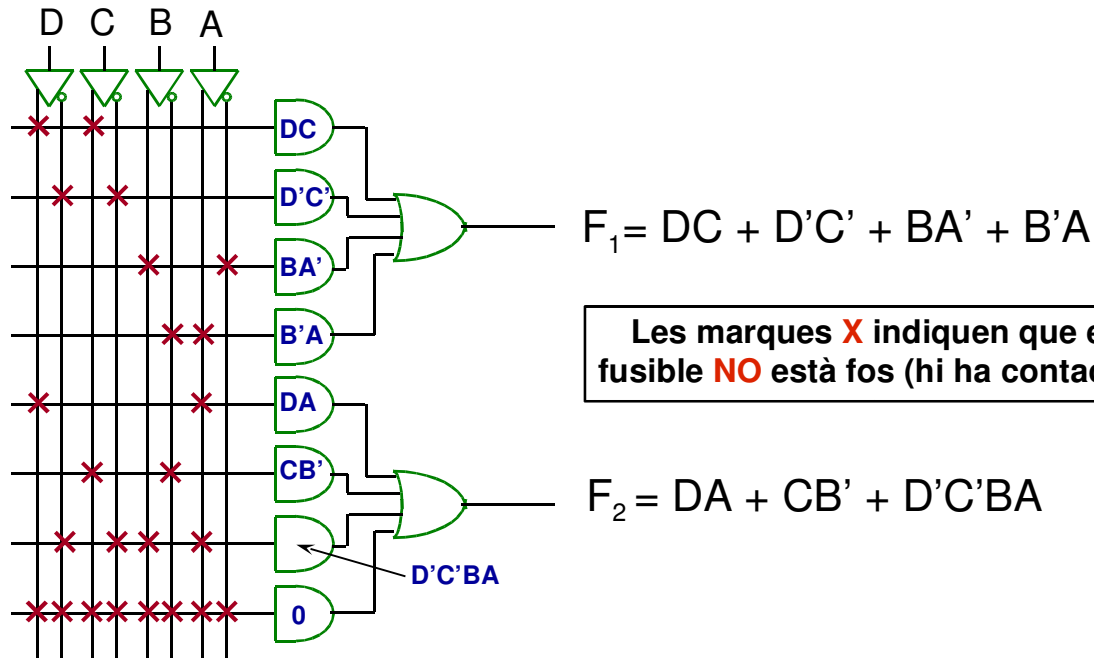 D C B A
DC
D'C'
BA'
B'A
F1= DC + D'C' + BA' + B'A
Les marques X indiquen que e
fusible NO està fos (hi ha contac
DA
CB'
F2 = DA + CB' + D'C'BA
D'C'BA
0